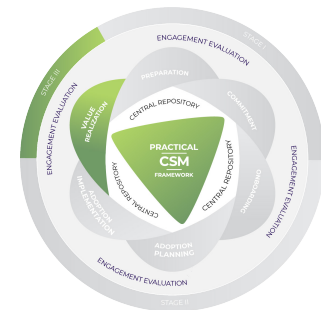 STAGE I
ENGAGEMENT EVALUATION
PREPARATION
COMMITMENT
ONBOARDING
ENGAGEMENT EVALUATION
ADOPTION
PLANNING
ENGAGEMENT EVALUATION
STAGE II
ADOPTION
IMPLEMENTATION
VALUE
REALIZATION
ENGAGEMENT EVALUATION
STAGE III
CENTRAL REPOSITORY
CENTRAL REPOSITORY
CENTRAL REPOSITORY
PRACTICAL
CSM
FRAMEWORK